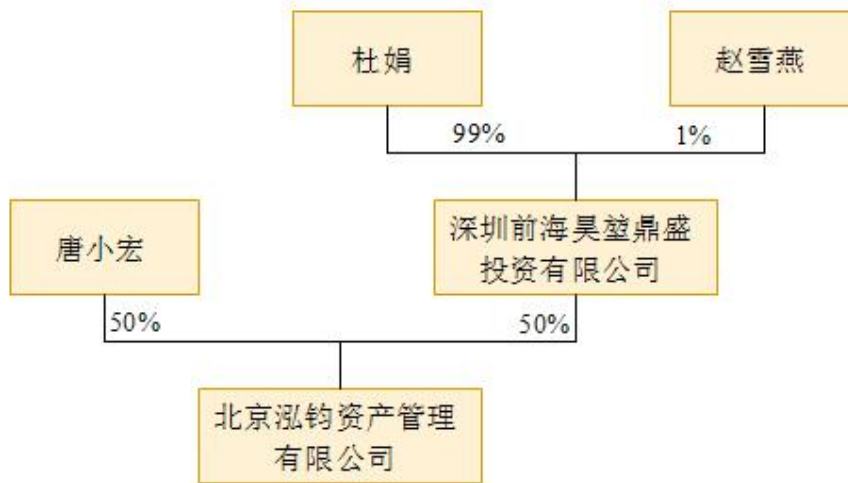 杜娟
赵雪燕
99%
1%
唐小宏
深圳前海昊堃鼎盛
投资有限公司
50%
50%
北京泓钧资产管理
有限公司